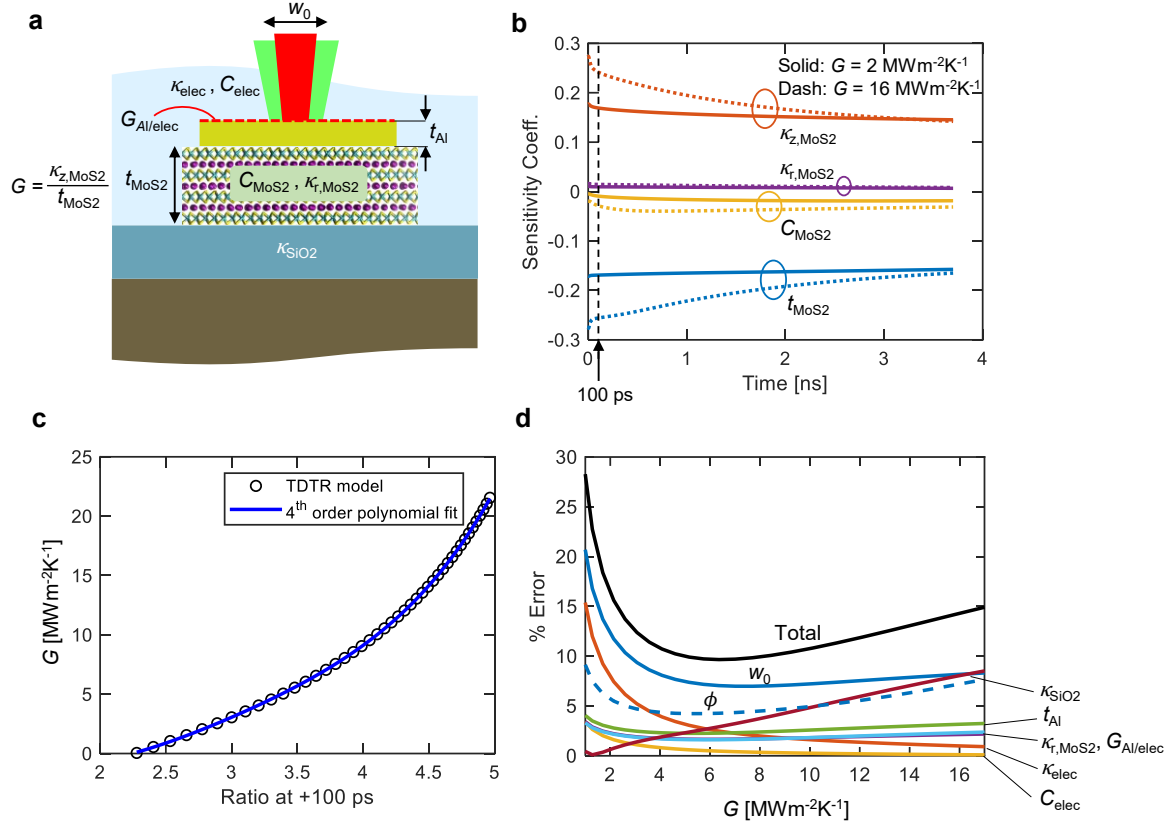 a
w0
κelec , Celec
GAl/elec
tAl
G = κz,MoS2 / tMoS2
tMoS2
CMoS2 , κr,MoS2
κSiO2
b
Solid: G = 2 MWm-2K-1
Dash: G = 16 MWm-2K-1
κz,MoS2
κr,MoS2
CMoS2
tMoS2
Sensitivity Coeff.
0.3
0.2
0.1
0
-0.1
-0.2
-0.3
0 1 2 3 4
Time [ns]
100 ps
c
TDTR model
4th order polynomial fit
G [MWm-2K-1]
25
20
15
10
5
0
2 2.5 3 3.5 4 4.5 5
Ratio at +100 ps
d
% Error
30
25
20
15
10
5
0
Total
w0
ϕ
κSiO2
tAl
κr,MoS2, GAl/elec
κelec
Celec
2 4 6 8 10 12 14 16
G [MWm-2K-1]